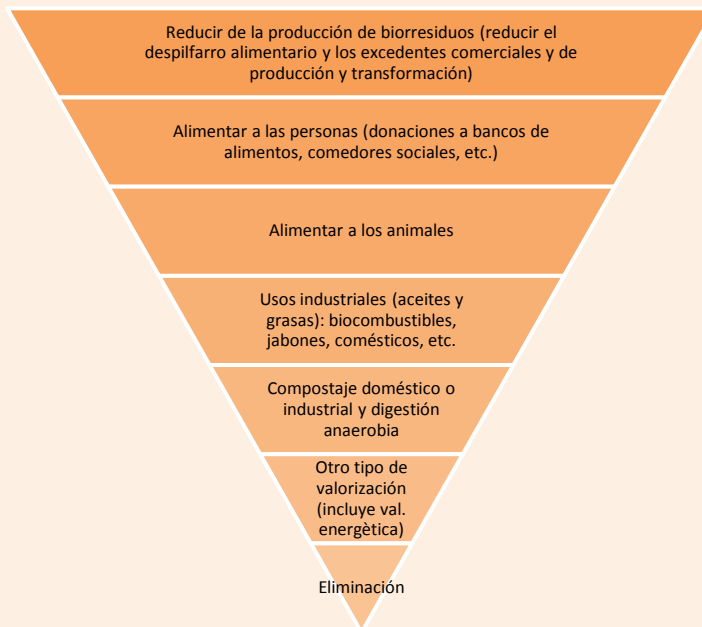 Reducir de la producción de biorresiduos (reducir el
despilfarro alimentario y los excedentes comerciales y de
producción y transformación)
Alimentar a las personas (donaciones a bancos de
alimentos, comedores sociales, etc.)
Alimentar a los animales
Usos industriales (aceites y
grasas): biocombustibles,
jabones, comésticos, etc.
Compostaje doméstico o
industrial y digestión
anaerobia
Otro tipo de
valorización
(incluye val.
energètica)
Eliminación